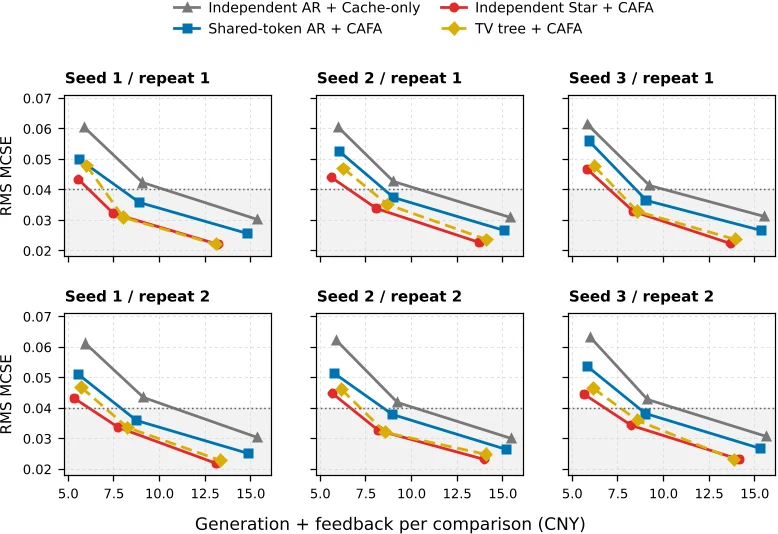 Independent AR + Cache-only
Independent Star + CAFA
Shared-token AR + CAFA
TV tree + CAFA
Seed 1 / repeat 1
Seed 2 / repeat 1
Seed 3 / repeat 1
0.07
0.06
0.05
0.04
0.03
0.02
RMS MCSE
Seed 1 / repeat 2
Seed 2 / repeat 2
Seed 3 / repeat 2
0.07
0.06
0.05
0.04
0.03
0.02
RMS MCSE
5.0 7.5 10.0 12.5 15.0
5.0 7.5 10.0 12.5 15.0
5.0 7.5 10.0 12.5 15.0
Generation + feedback per comparison (CNY)